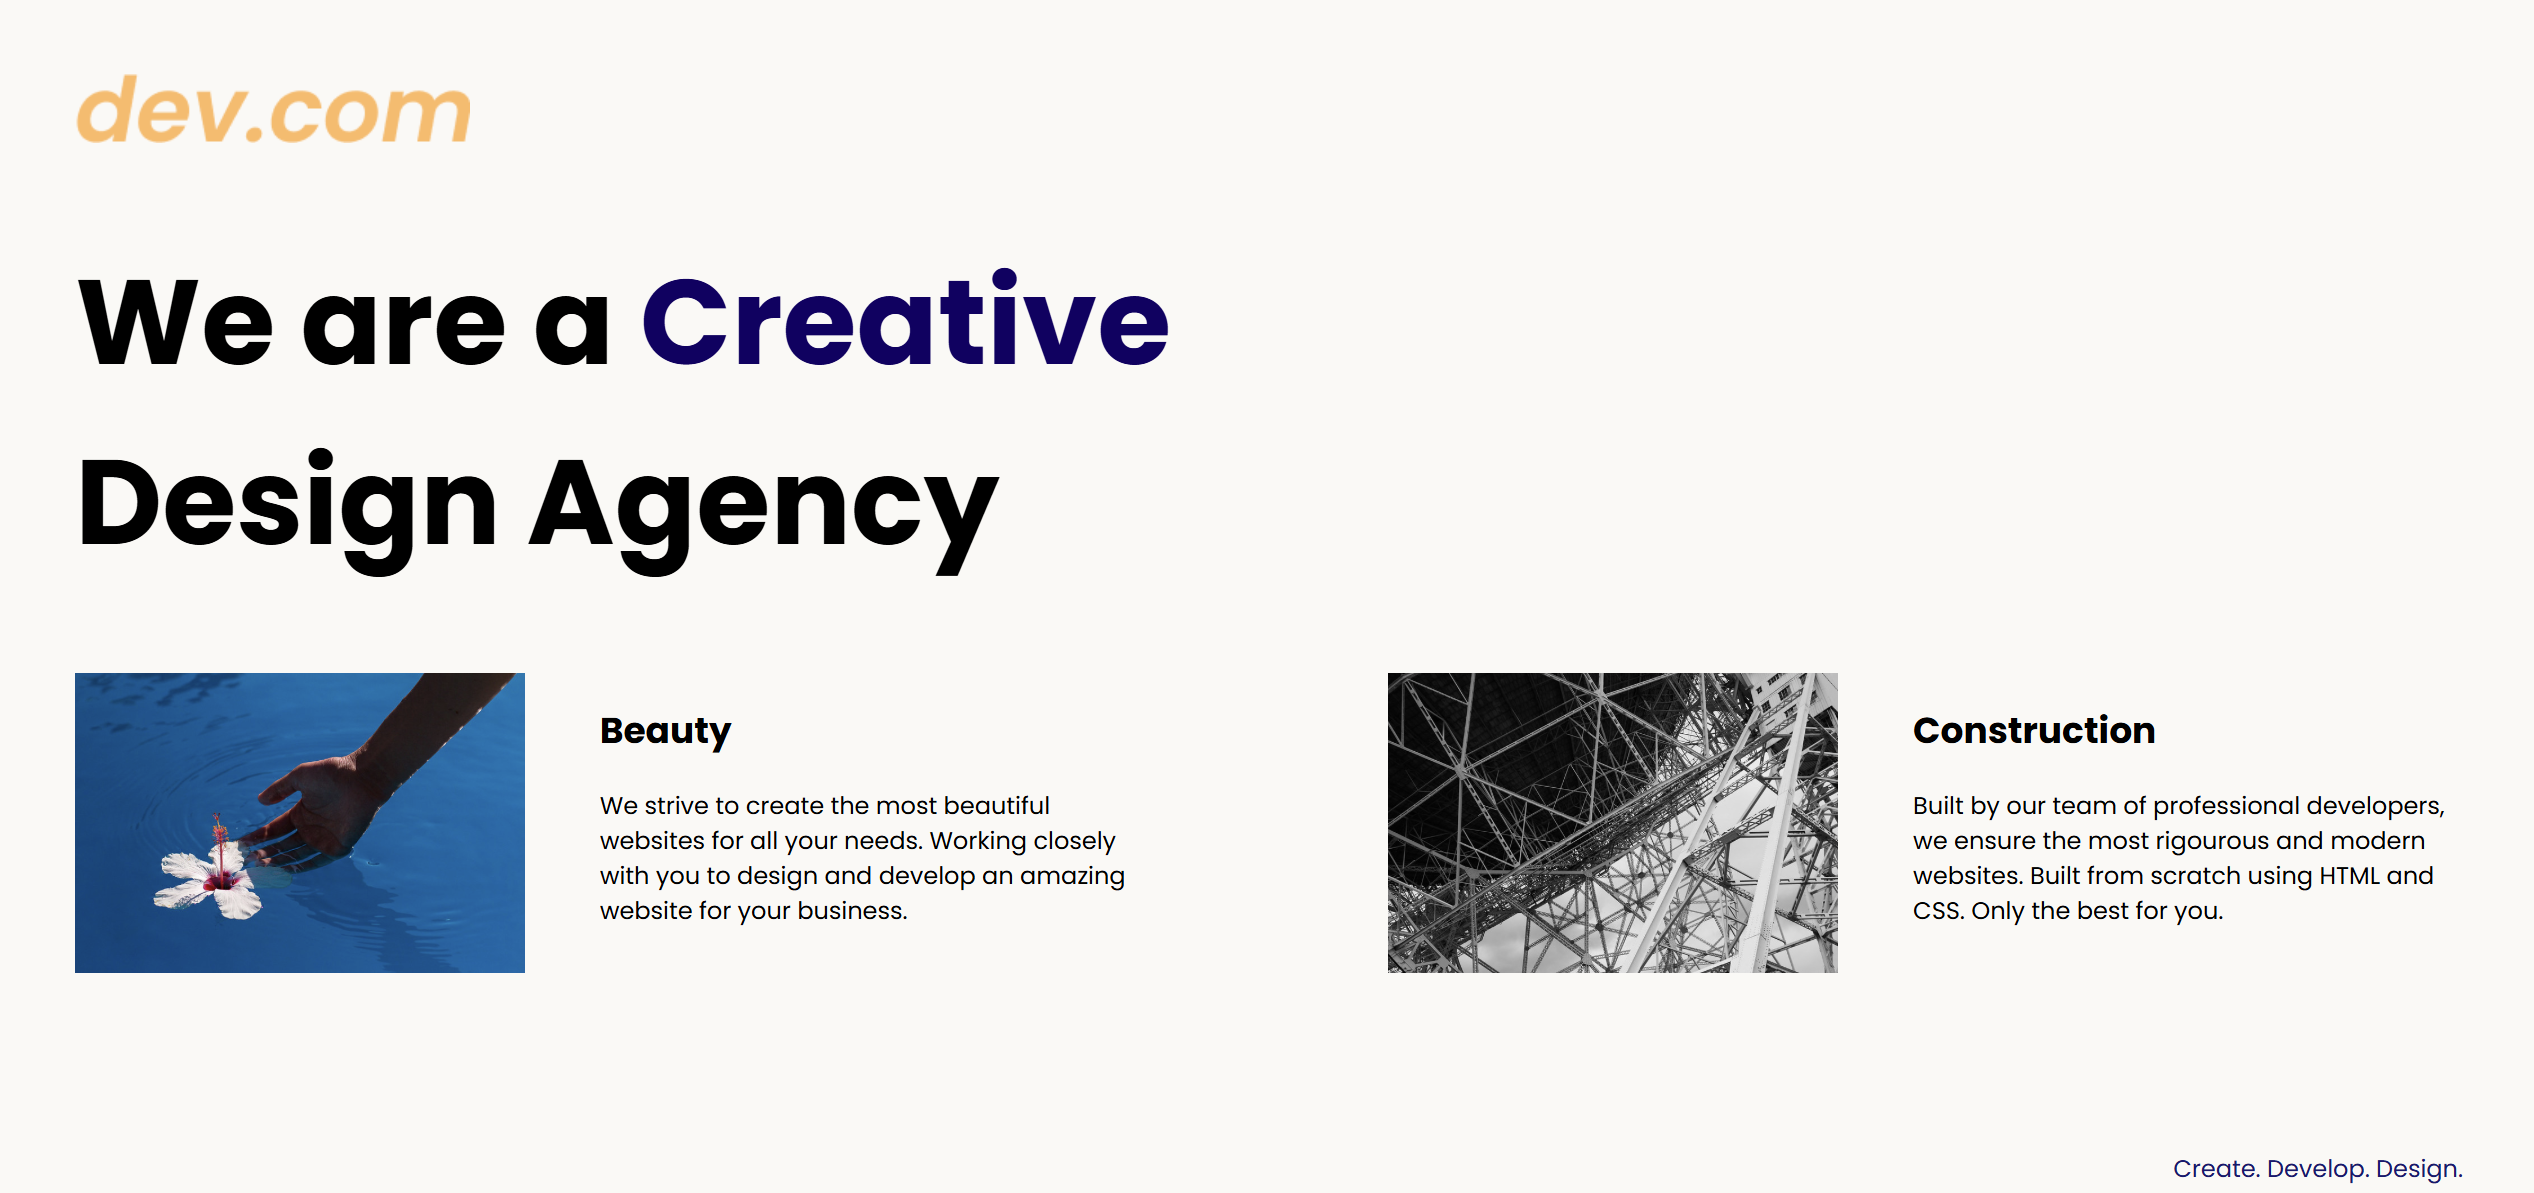 dev.com
We are a Creative
Design Agency
Beauty
We strive to create the most beautiful
websites for all your needs. Working closely
with you to design and develop an amazing
website for your business.
Construction
Built by our team of professional developers,
we ensure the most rigourous and modern
websites. Built from scratch using HTML and
CSS. Only the best for you.
Create. Develop. Design.